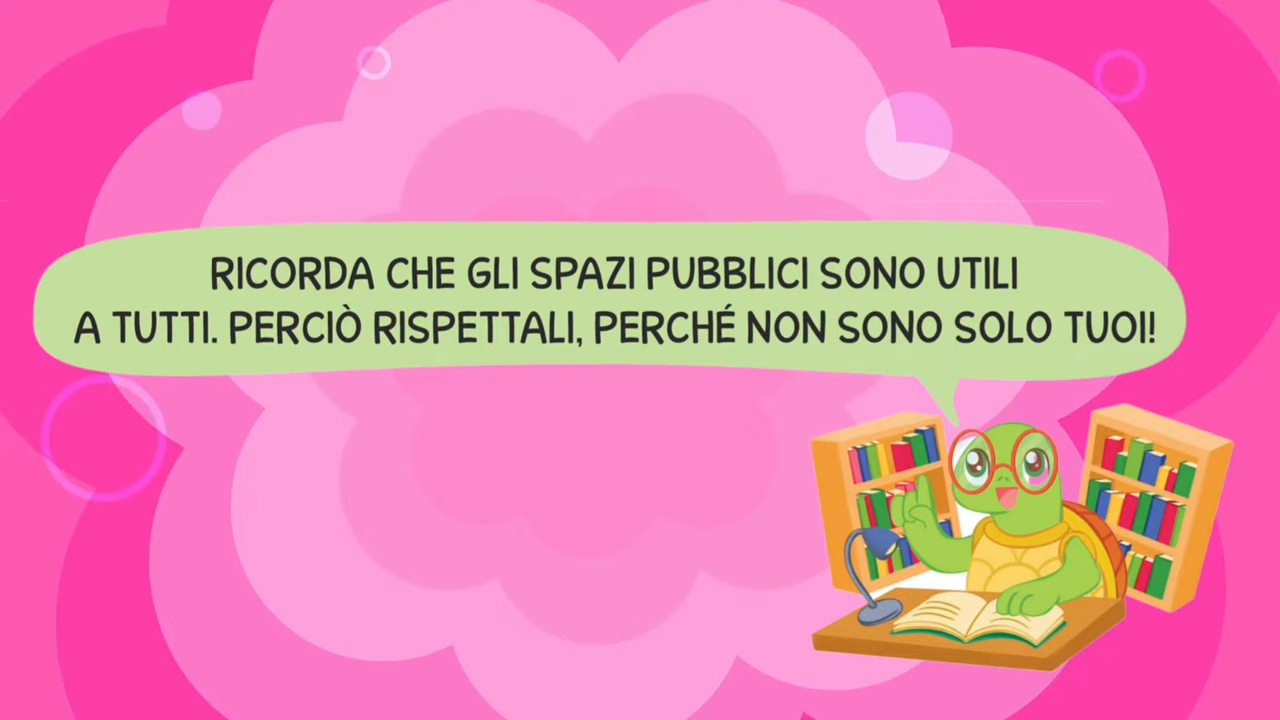 RICORDA CHE GLI SPAZI PUBBLICI SONO UTILI
A TUTTI. PERCIÒ RISPETTALI, PERCHÉ NON SONO SOLO TUOI!